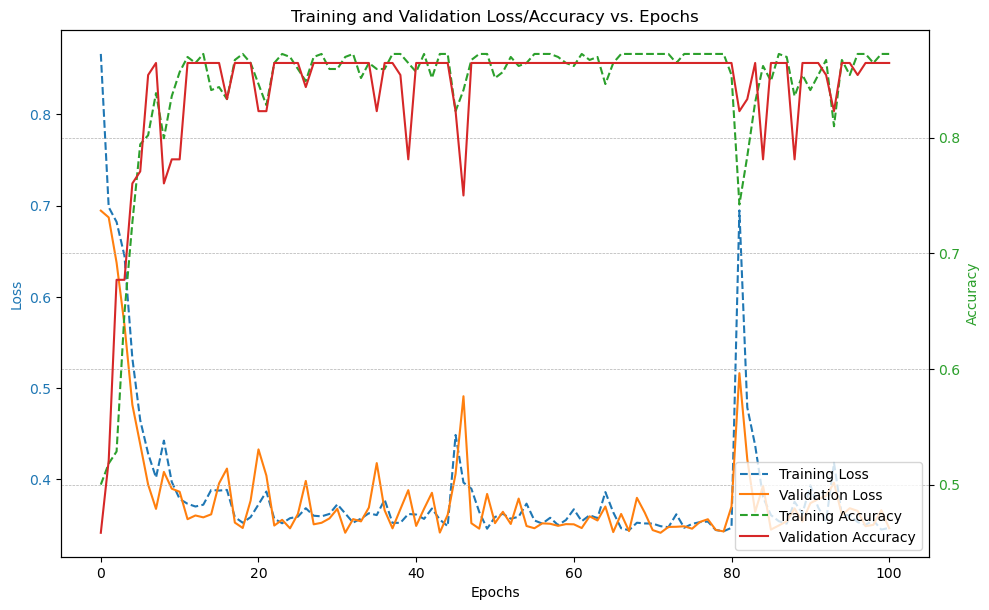 Training and Validation Loss/Accuracy vs. Epochs
Loss
0.8
0.7
0.6
0.5
0.4
0.8
0.7
0.6
0.5
Accuracy
Training Loss
Validation Loss
Training Accuracy
Validation Accuracy
0
20
40
60
80
100
Epochs